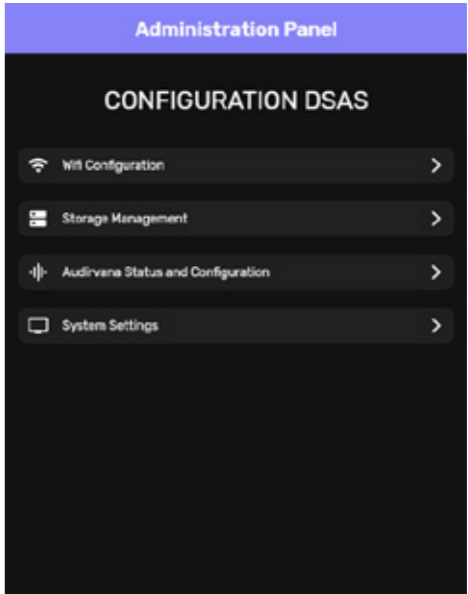 Administration Panel
CONFIGURATION DSAS
Wifi Configuration
Storage Management
Audirvana Status and Configuration
System Settings